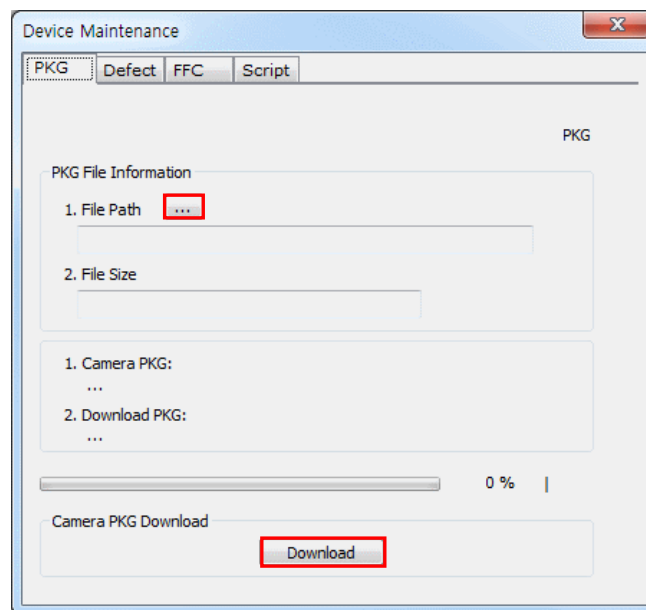 Device Maintenance
PKG Defect FFC Script
PKG
PKG File Information
1. File Path ...
2. File Size
1. Camera PKG:
...
2. Download PKG:
...
0 % |
Camera PKG Download
Download